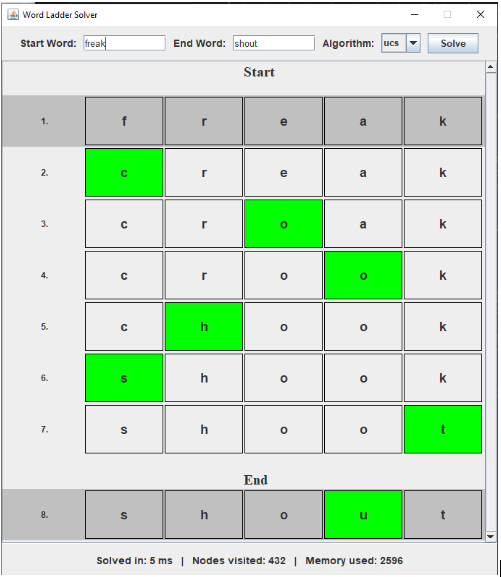 Word Ladder Solver
Start Word: freak End Word: shout Algorithm: ucs Solve
Start
1. f r e a k
2. c r e a k
3. c r o a k
4. c r o o k
5. c h o o k
6. s h o o k
7. s h o o t
End
8. s h o u t
Solved in: 5 ms | Nodes visited: 432 | Memory used: 2596